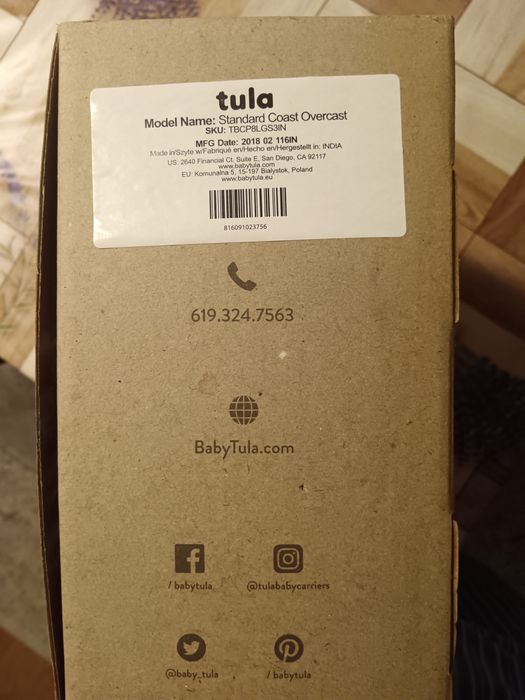 tula
Model Name: Standard Coast Overcast
SKU: TBCP8LGS3IN
MFG Date: 2018 02 116IN
Made in/Szyte w/Fabriqué en/Hecho en/Hergestellt in: INDIA
US: 2640 Financial Ct. Suite E, San Diego, CA 92117
www.babytula.com
EU: Komunalna 5, 15-197 Bialystok, Poland
www.babytula.eu
816091023756
619.324.7563
BabyTula.com
/ babytula
@tulababycarriers
@baby_tula
/ babytula